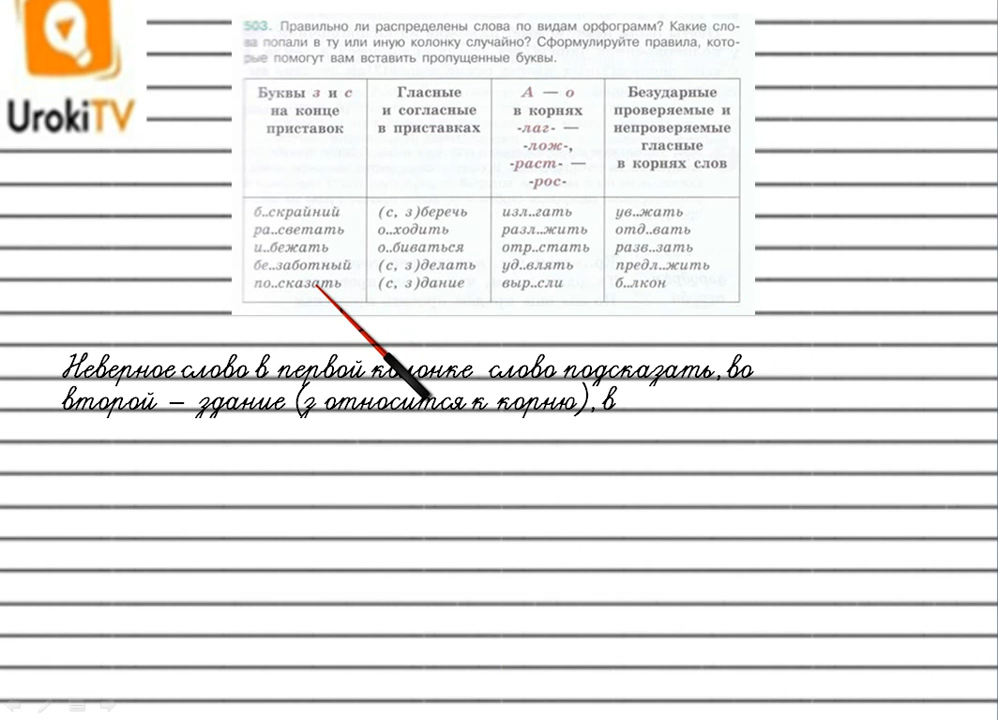 UrokiTV
503. Правильно ли распределены слова по видам орфограмм? Какие сло-
ва попали в ту или иную колонку случайно? Сформулируйте правила, кото-
рые помогут вам вставить пропущенные буквы.
Буквы з и с
на конце
приставок
Гласные
и согласные
в приставках
А — о
в корнях
-лаг- —
-лож-,
-раст- —
-рос-
Безударные
проверяемые и
непроверяемые
гласные
в корнях слов
б..скрайний
ра..светать
и..бежать
бе..заботный
по..сказать
(с, з)беречь
о..ходить
о..биваться
(с, з)делать
(с, з)дание
изл..гать
разл..жить
отр..стать
уд..влять
выр..сли
ув..жать
отд..вать
разв..зать
предл..жить
б..лкон
Неверное слово в первой колонке слово подсказать, во
второй – здание (з относится к корню), в